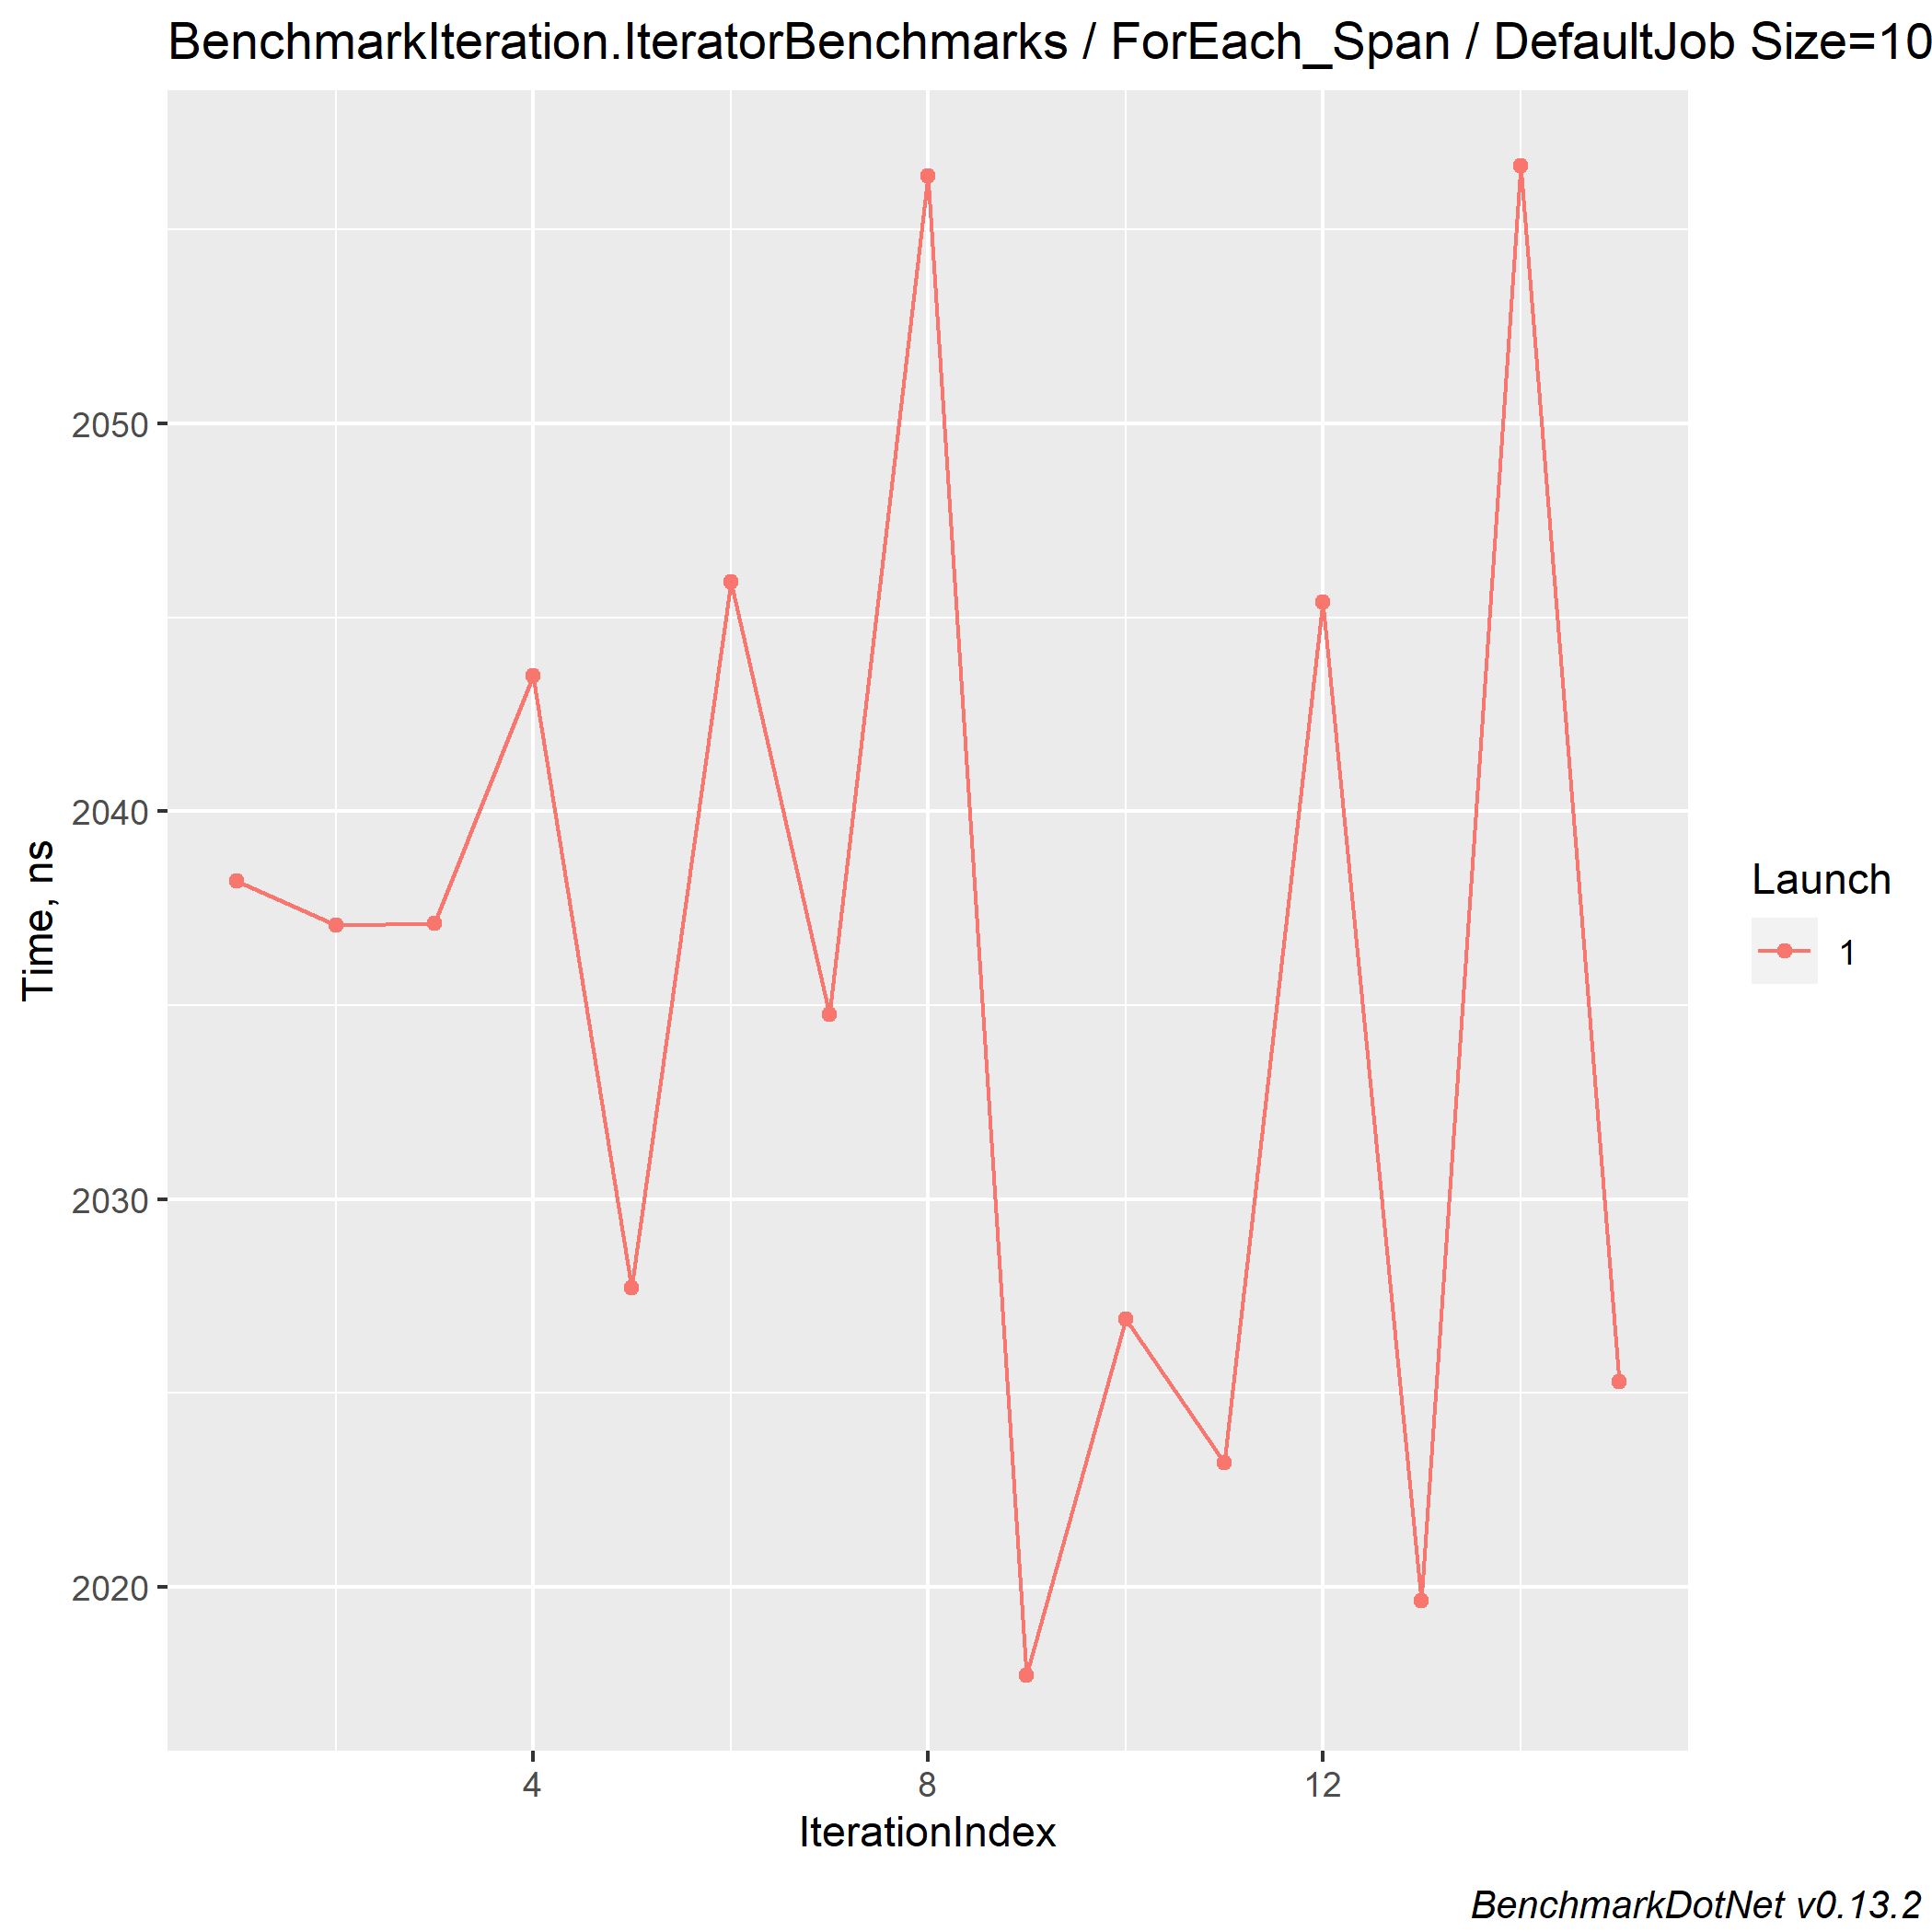 BenchmarkIteration.IteratorBenchmarks / ForEach_Span / DefaultJob Size=10
2050
2040
2030
2020
Time, ns
4 8 12
IterationIndex
Launch
1
BenchmarkDotNet v0.13.2